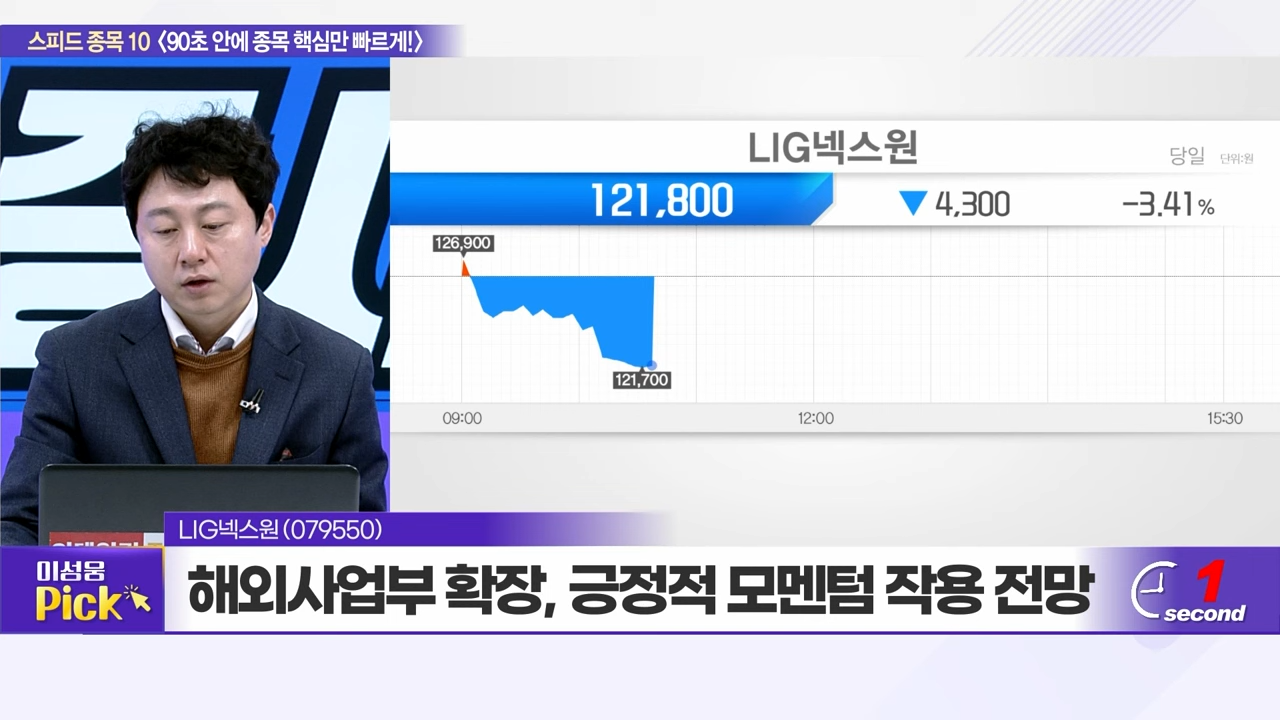 스피드 종목 10 〈90초 안에 종목 핵심만 빠르게!〉
LIG넥스원
당일 단위:원
121,800 ▼ 4,300 -3.41%
126,900
121,700
09:00 12:00 15:30
LIG넥스원(079550)
이성웅
Pick
해외사업부 확장, 긍정적 모멘텀 작용 전망
1
second